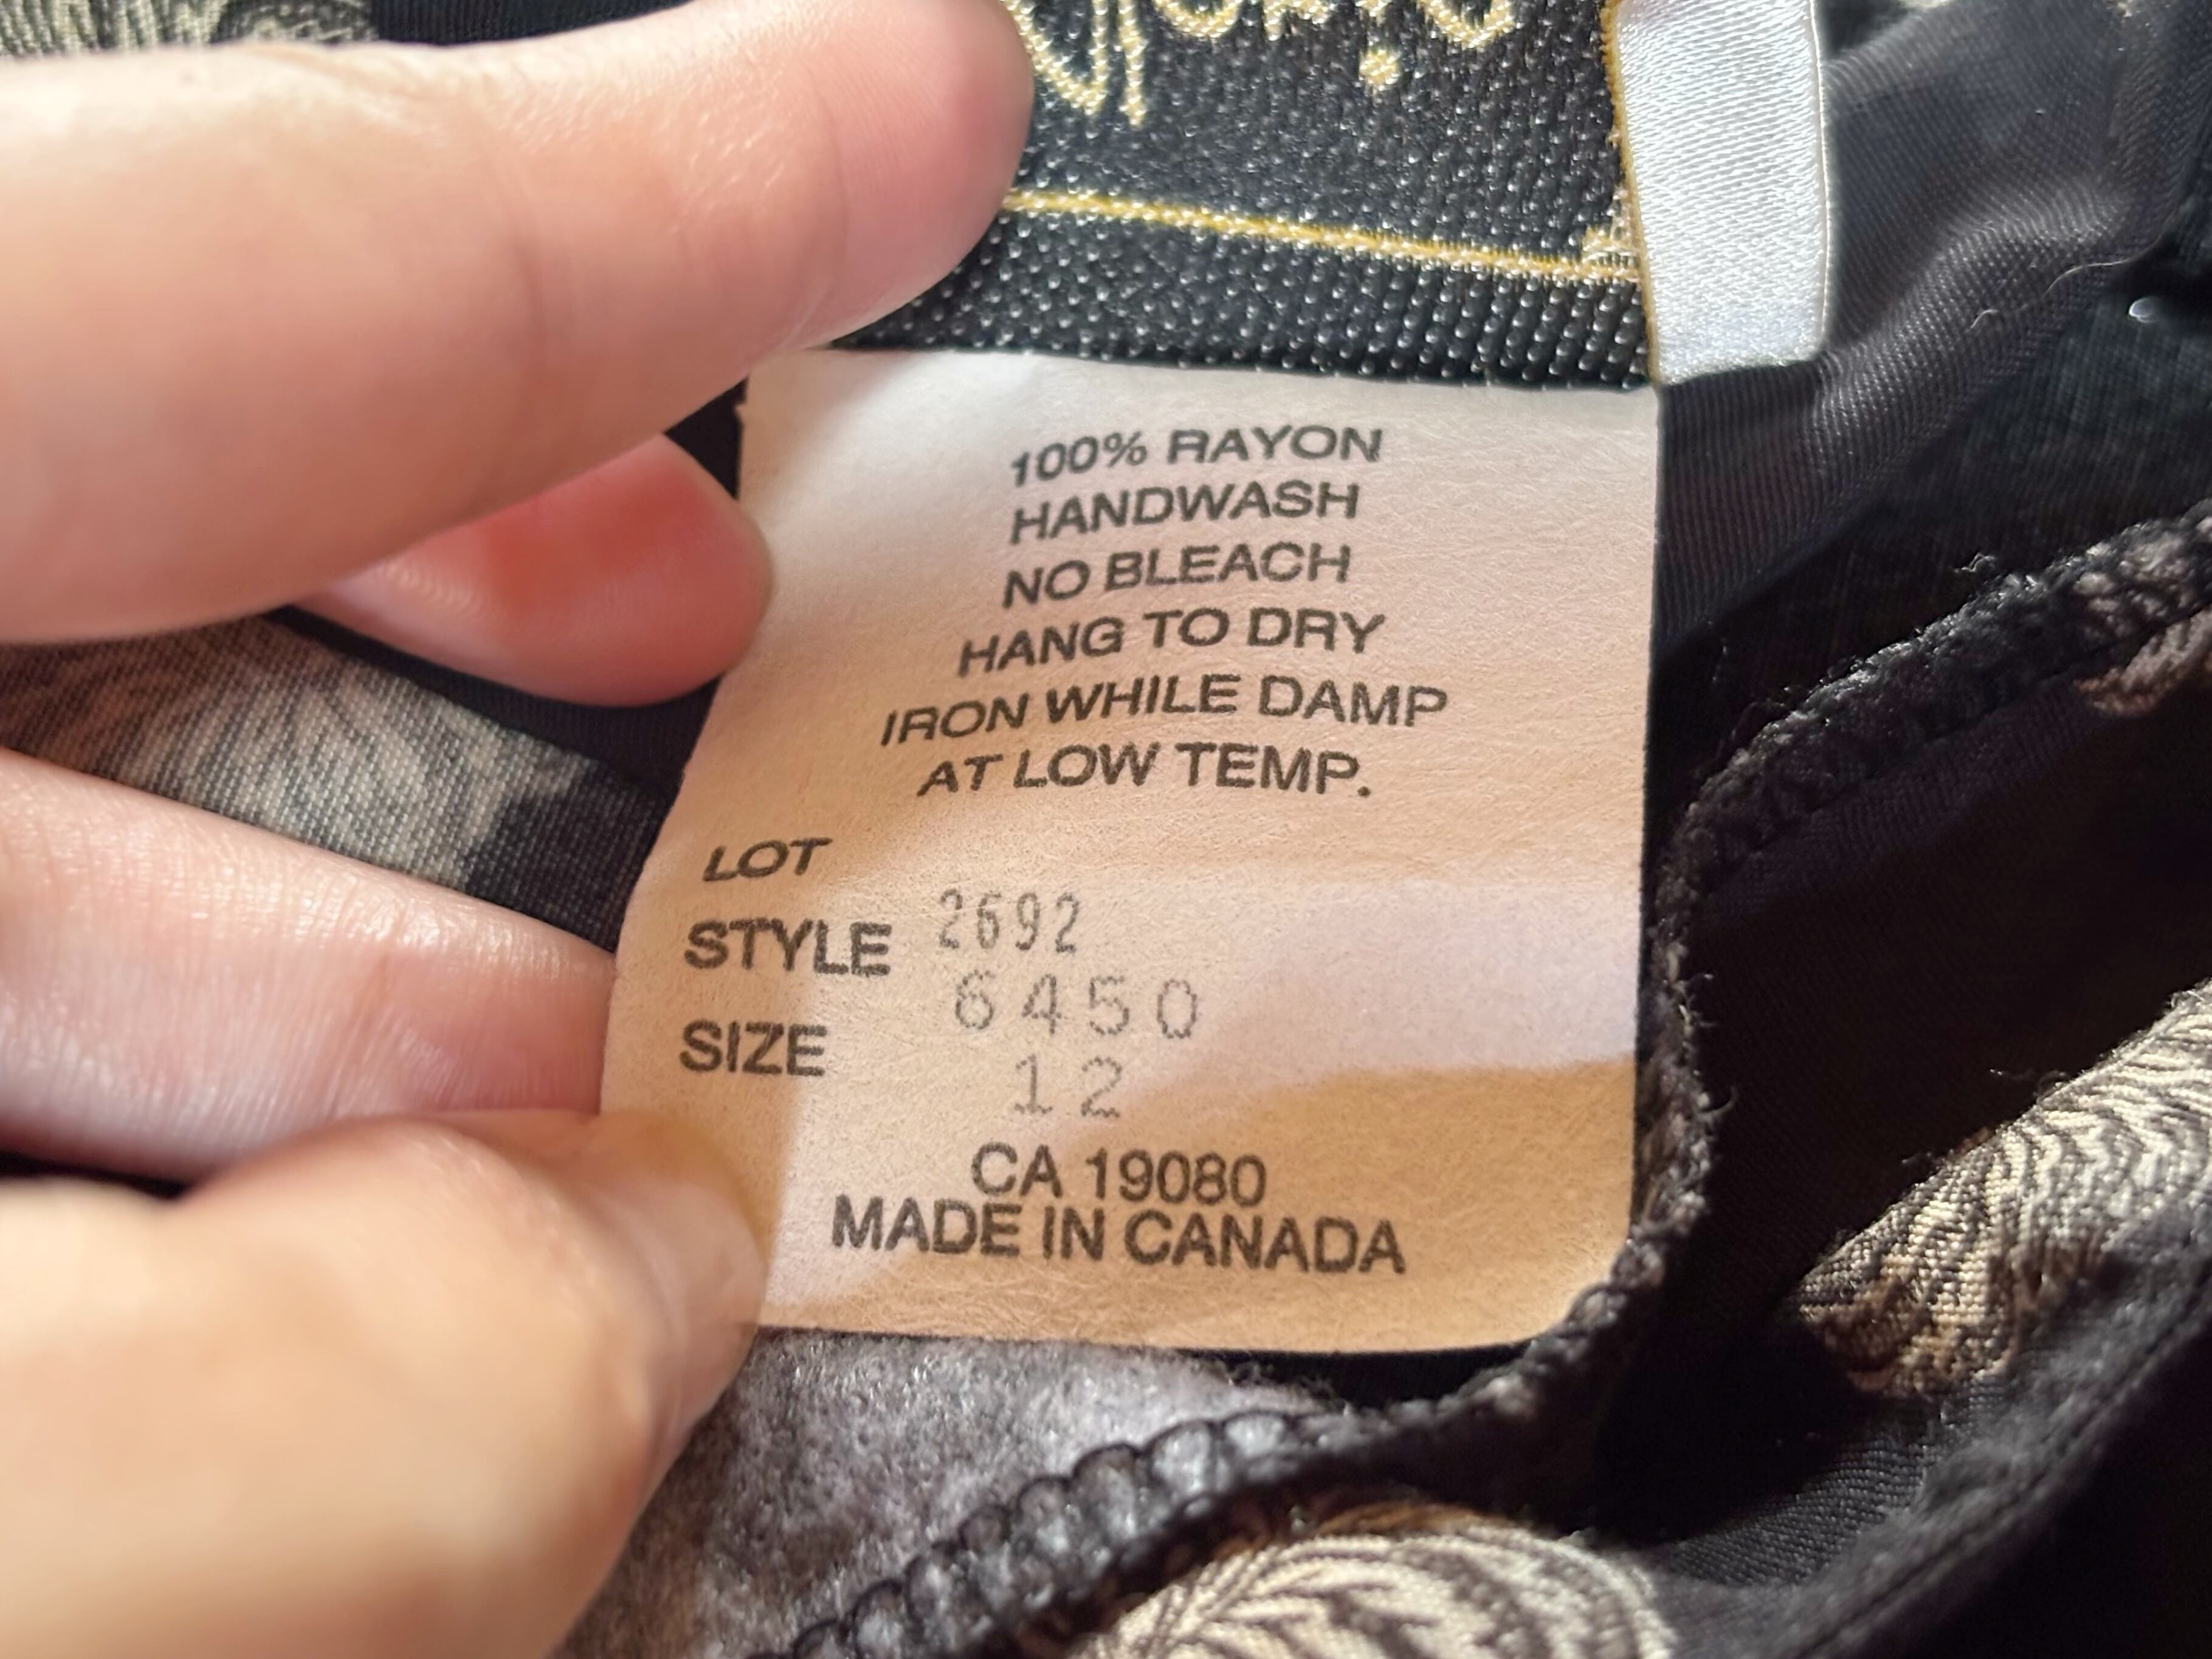 100% RAYON
HANDWASH
NO BLEACH
HANG TO DRY
IRON WHILE DAMP
AT LOW TEMP.
LOT
STYLE 2692
6450
SIZE
12
CA 19080
MADE IN CANADA